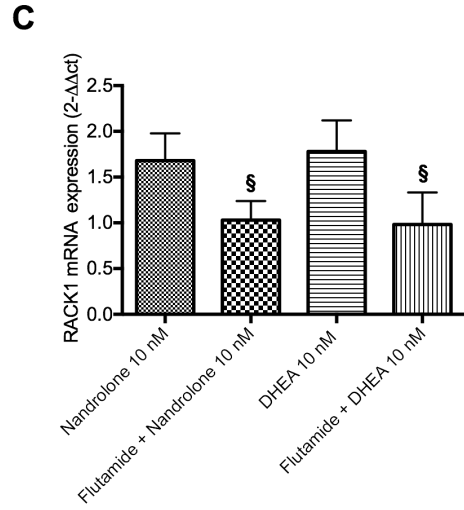 C
RACK1 mRNA expression (2-ΔΔct)
2.5
2.0
1.5
1.0
0.5
0.0
§
§
Nandrolone 10 nM
Flutamide + Nandrolone 10 nM
DHEA 10 nM
Flutamide + DHEA 10 nM